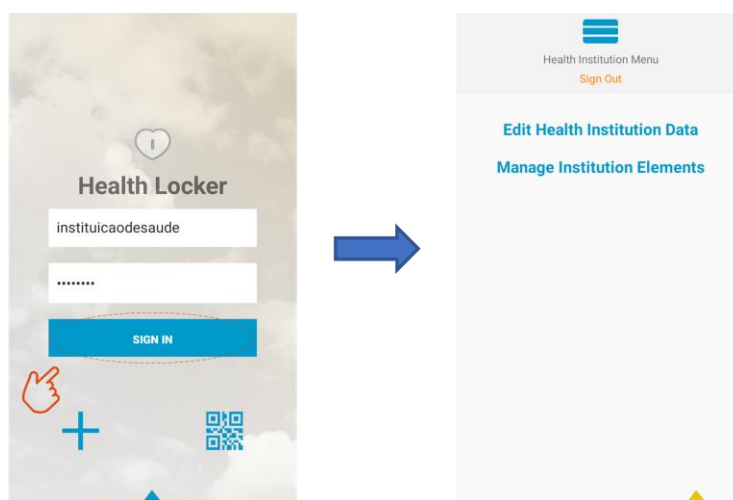 Health Locker
instituicaodesaude
••••••••
SIGN IN
Health Institution Menu
Sign Out
Edit Health Institution Data
Manage Institution Elements